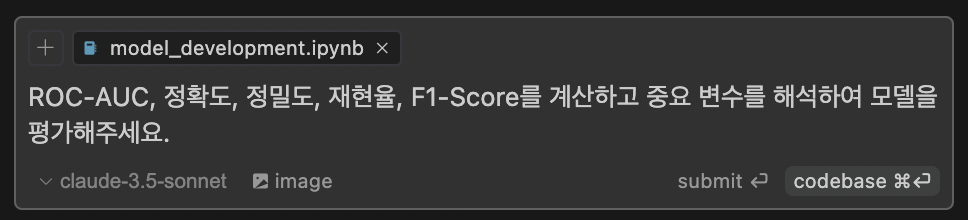 model_development.ipynb
ROC-AUC, 정확도, 정밀도, 재현율, F1-Score를 계산하고 중요 변수를 해석하여 모델을
평가해주세요.
claude-3.5-sonnet image submit ⏎ codebase ⌘⏎